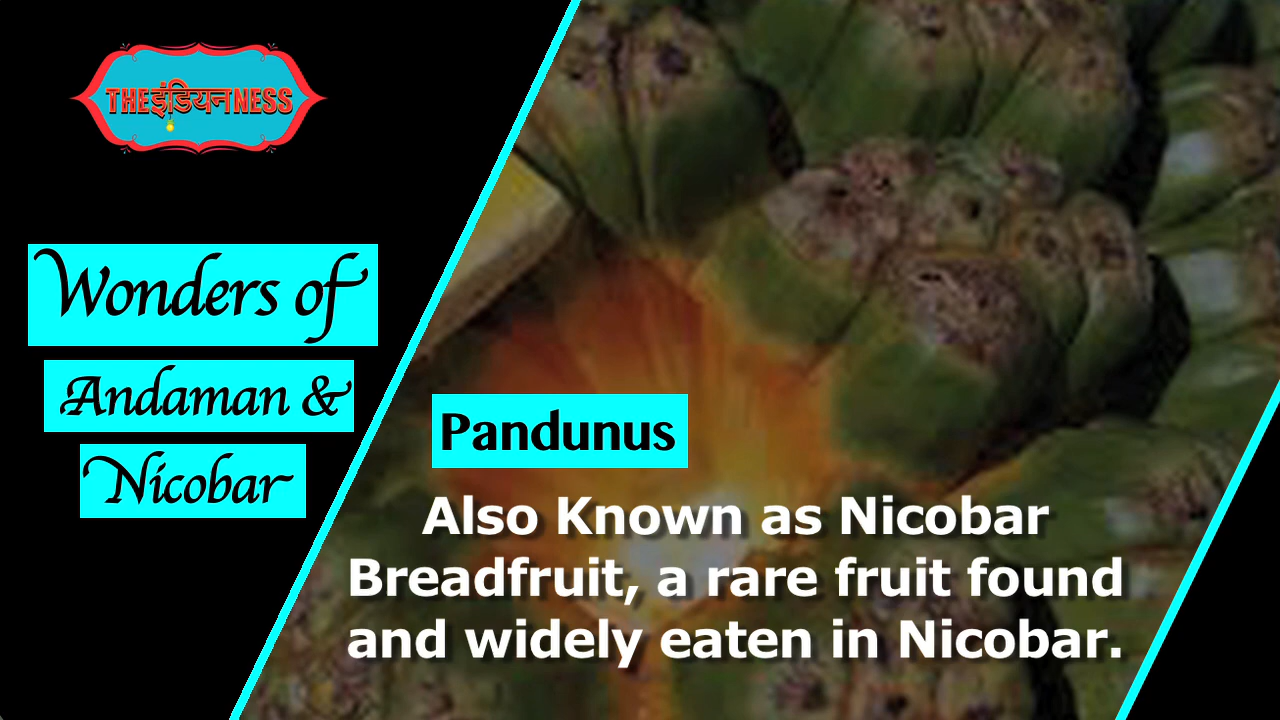 THEइंडियनNESS
Wonders of
Andaman &
Nicobar
Pandunus
Also Known as Nicobar
Breadfruit, a rare fruit found
and widely eaten in Nicobar.